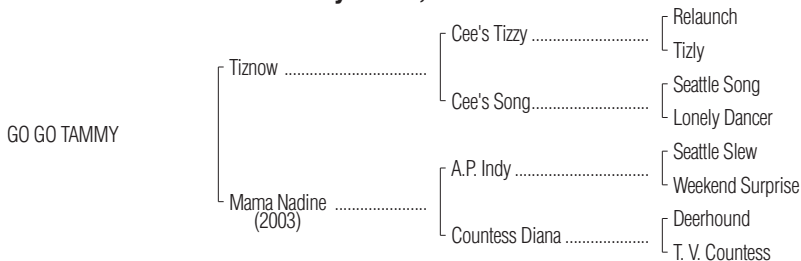 Relaunch
Cee's Tizzy ..............................
Tizly
Tiznow ....................................
Seattle Song
Cee's Song..............................
Lonely Dancer
GO GO TAMMY
Seattle Slew
A.P. Indy ..................................
Weekend Surprise
Mama Nadine .......................
(2003)
Deerhound
Countess Diana .....................
T. V. Countess